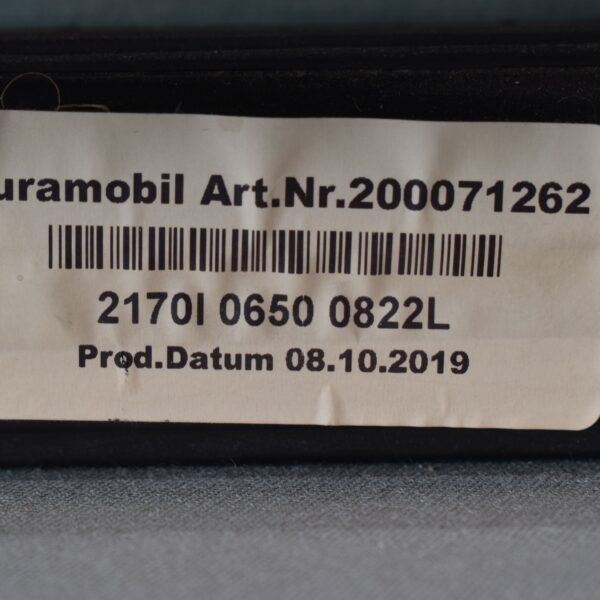 uramobil Art.Nr.200071262
2170I 0650 0822L
Prod.Datum 08.10.2019